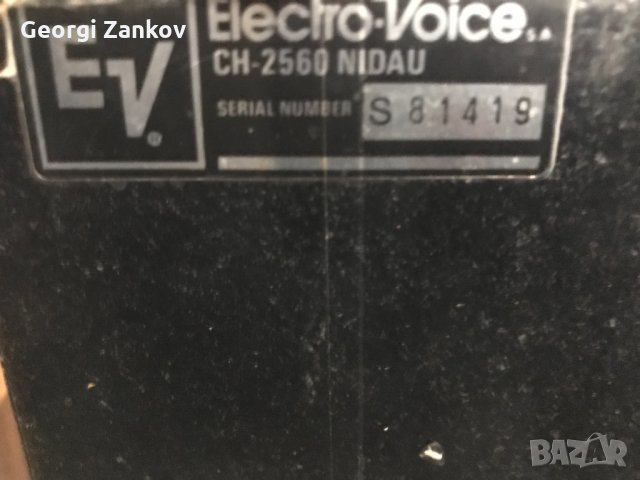 Georgi Zankov
EV®
Electro-Voice S.A
CH-2560 NIDAU
SERIAL NUMBER S 81419
BAZAR